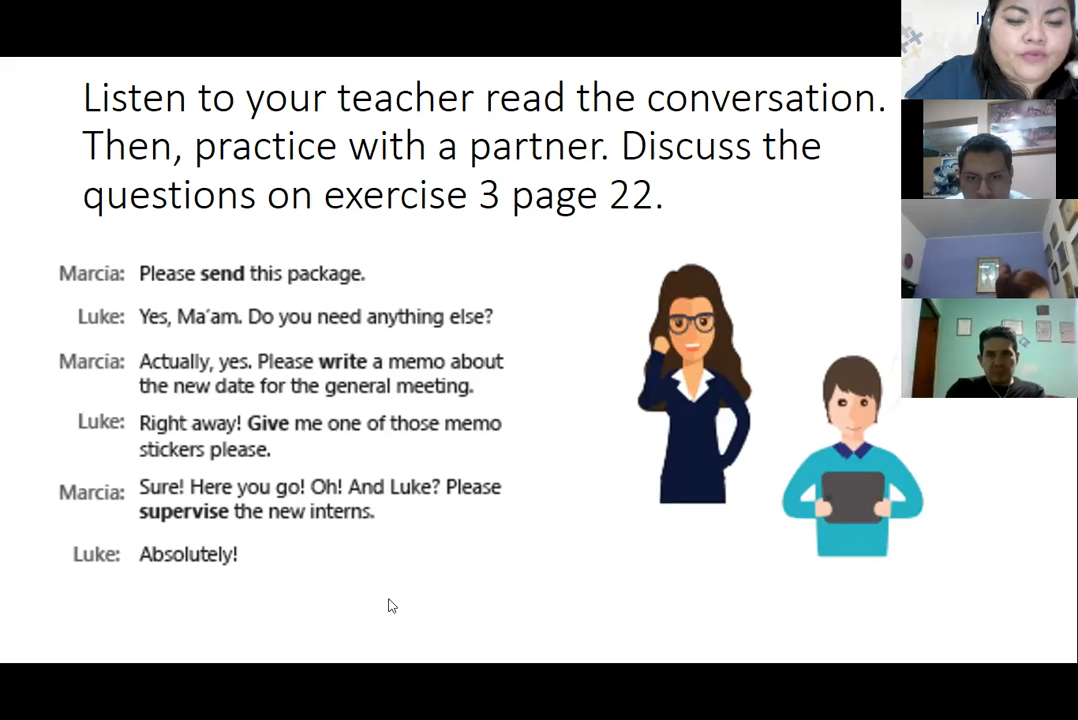 Listen to your teacher read the conversation.
Then, practice with a partner. Discuss the
questions on exercise 3 page 22.
Marcia: Please send this package.
Luke: Yes, Ma'am. Do you need anything else?
Marcia: Actually, yes. Please write a memo about
the new date for the general meeting.
Luke: Right away! Give me one of those memo
stickers please.
Marcia: Sure! Here you go! Oh! And Luke? Please
supervise the new interns.
Luke: Absolutely!